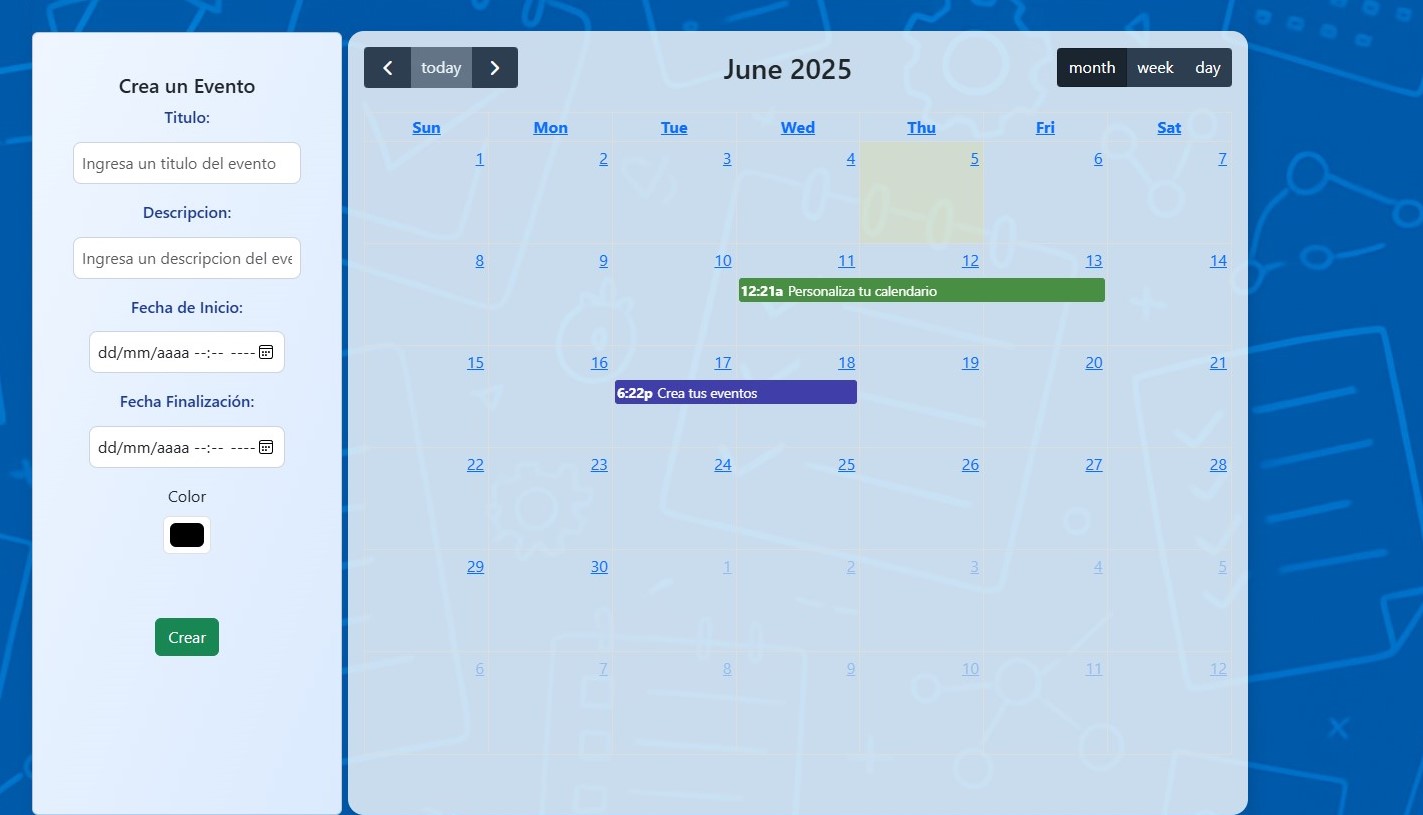 Crea un Evento
Titulo:
Ingresa un titulo del evento
Descripcion:
Ingresa un descripcion del eve
Fecha de Inicio:
dd/mm/aaaa --:-- ----
Fecha Finalización:
dd/mm/aaaa --:-- ----
Color
Crear
today
June 2025
month week day
Sun Mon Tue Wed Thu Fri Sat
1 2 3 4 5 6 7
8 9 10 11 12 13 14
12:21a Personaliza tu calendario
15 16 17 18 19 20 21
6:22p Crea tus eventos
22 23 24 25 26 27 28
29 30 1 2 3 4 5
6 7 8 9 10 11 12